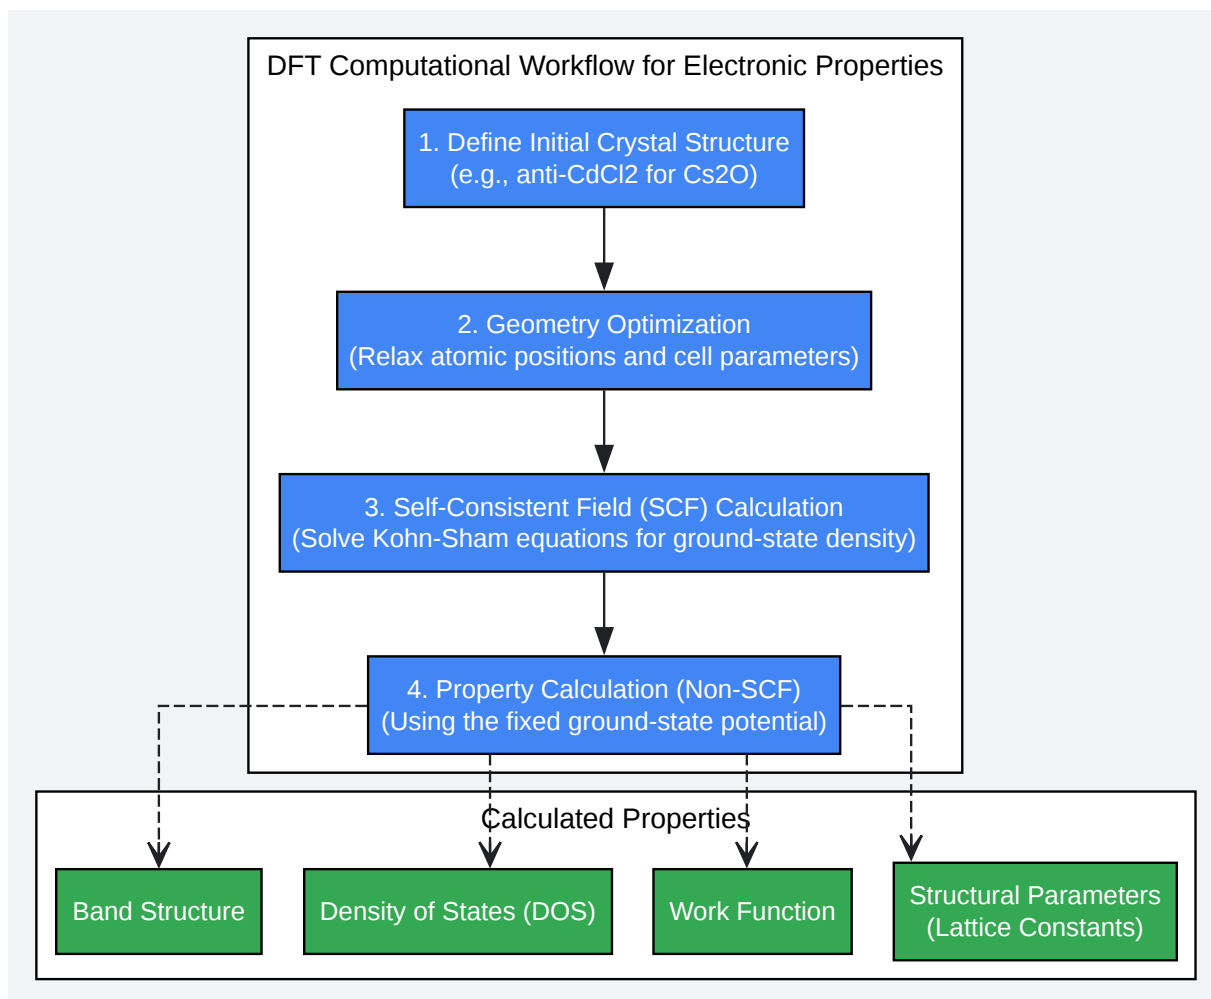 DFT Computational Workflow for Electronic Properties
1. Define Initial Crystal Structure
(e.g., anti-CdCl2 for Cs2O)
2. Geometry Optimization
(Relax atomic positions and cell parameters)
3. Self-Consistent Field (SCF) Calculation
(Solve Kohn-Sham equations for ground-state density)
4. Property Calculation (Non-SCF)
(Using the fixed ground-state potential)
Calculated Properties
Band Structure
Density of States (DOS)
Work Function
Structural Parameters
(Lattice Constants)